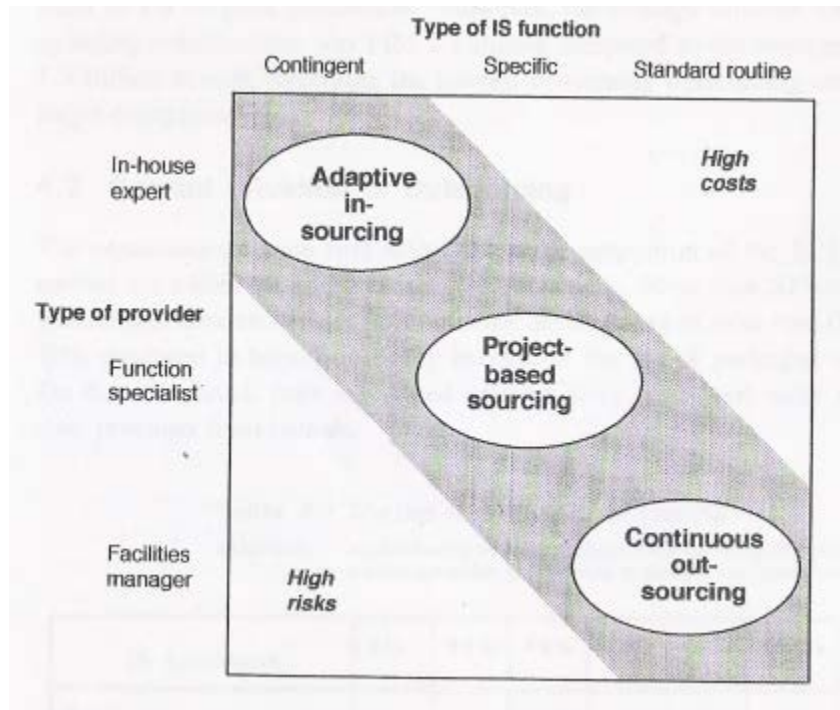 Type of IS function
Contingent
Specific
Standard routine
In-house
expert
Adaptive
in-
sourcing
High
costs
Type of provider
Function
specialist
Project-
based
sourcing
Facilities
manager
High
risks
Continuous
out-
sourcing